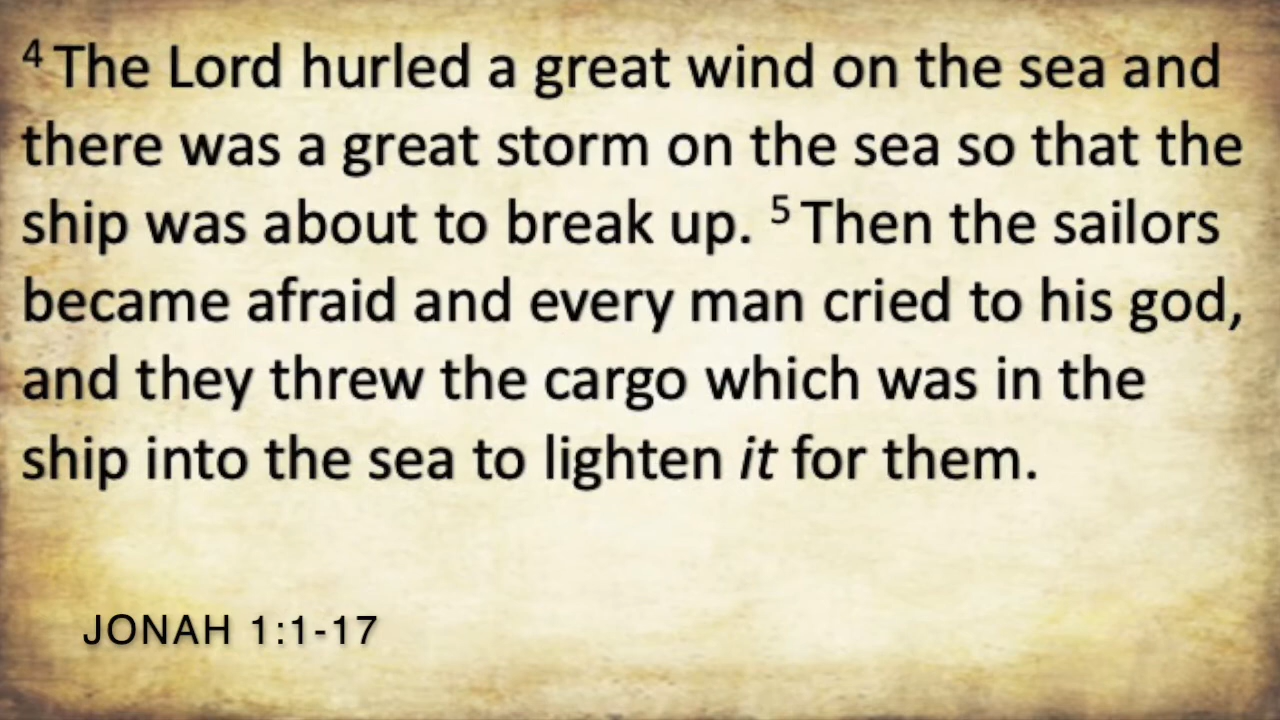 4 The Lord hurled a great wind on the sea and
there was a great storm on the sea so that the
ship was about to break up. 5 Then the sailors
became afraid and every man cried to his god,
and they threw the cargo which was in the
ship into the sea to lighten it for them.
JONAH 1:1-17